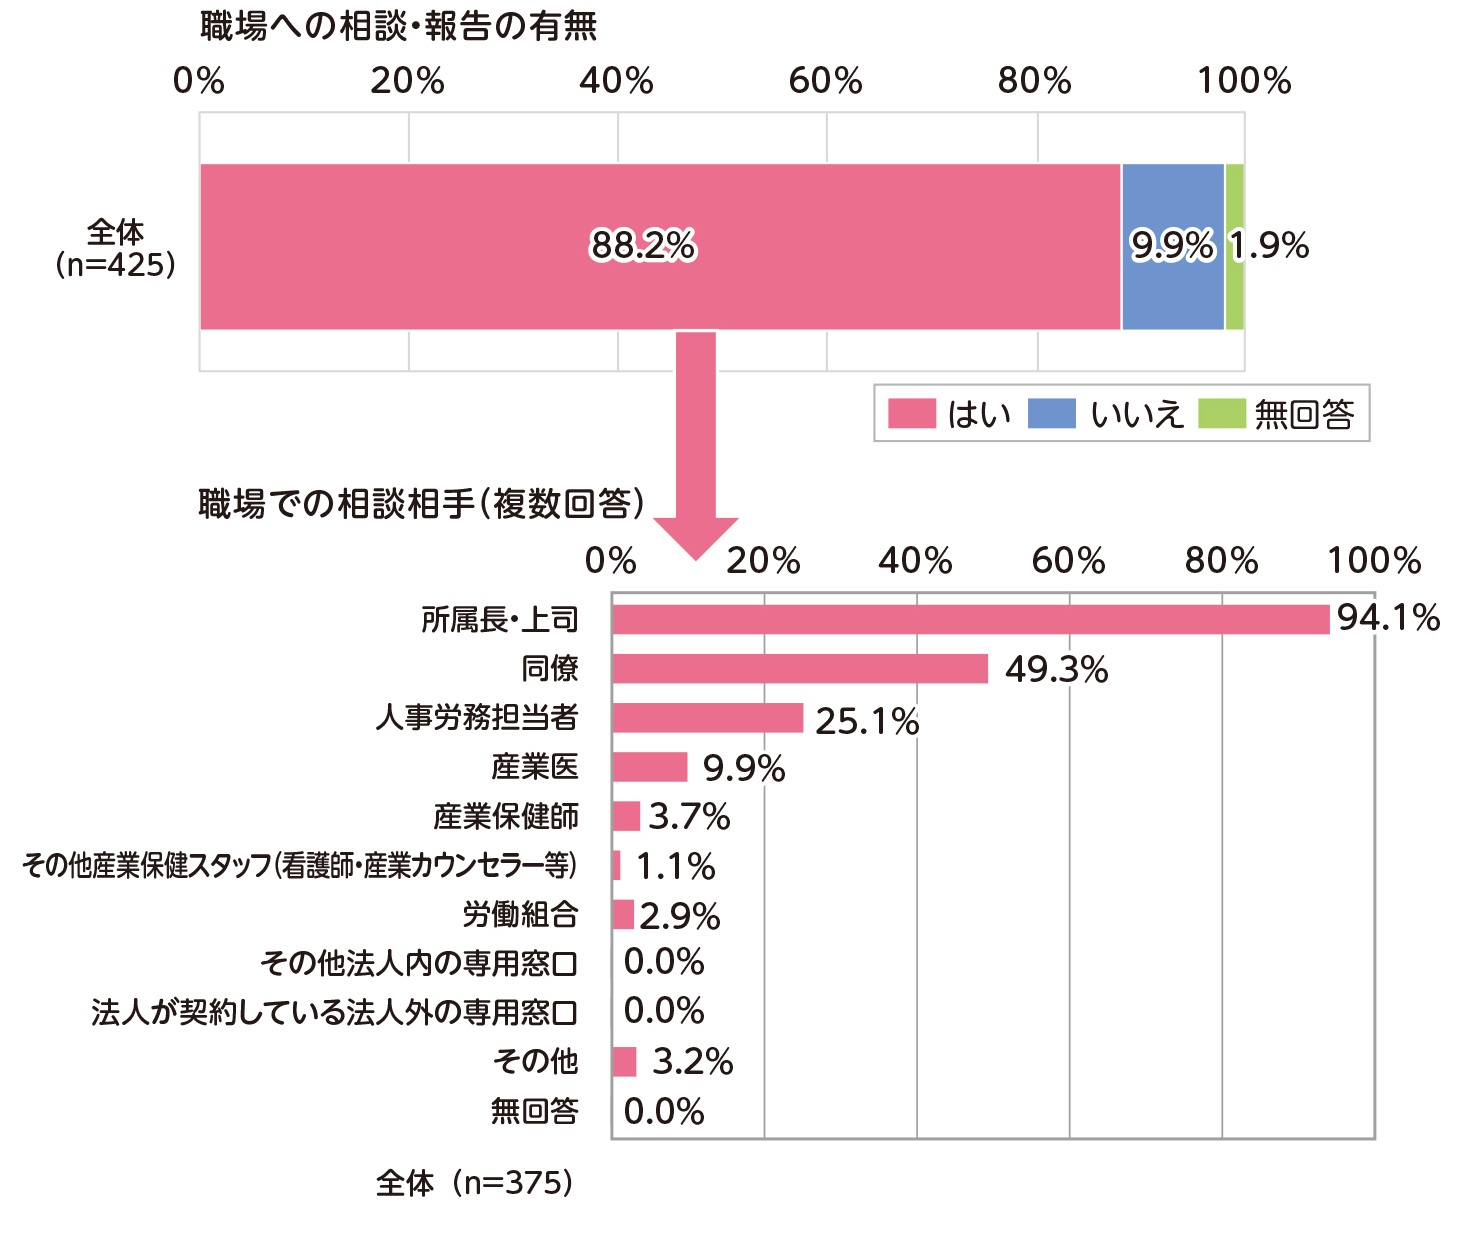 職場への相談・報告の有無
0% 20% 40% 60% 80% 100%
全体
(n=425)
88.2% 9.9% 1.9%
はい いいえ 無回答
職場での相談相手(複数回答)
0% 20% 40% 60% 80% 100%
所属長・上司 94.1%
同僚 49.3%
人事労務担当者 25.1%
産業医 9.9%
産業保健師 3.7%
その他産業保健スタッフ(看護師・産業カウンセラー等) 1.1%
労働組合 2.9%
その他法人内の専用窓口 0.0%
法人が契約している法人外の専用窓口 0.0%
その他 3.2%
無回答 0.0%
全体 (n=375)